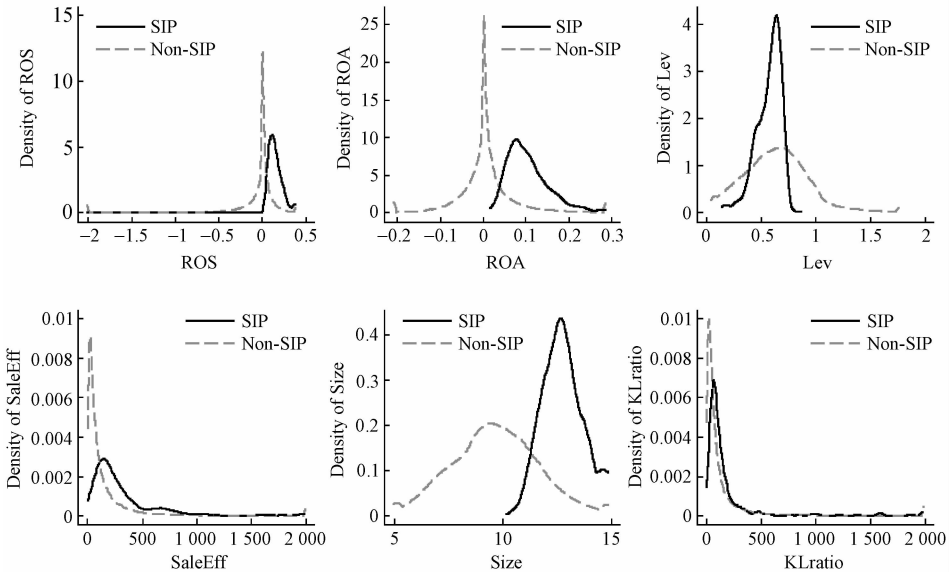 15
10
5
0
−2
−1.5
−1
−0.5
0
0.5
ROS
Density of ROS
SIP
Non-SIP
25
20
15
10
5
0
−0.2
−0.1
0
0.1
0.2
0.3
ROA
Density of ROA
SIP
Non-SIP
4
3
2
1
0
0
0.5
1
1.5
2
Lev
Density of Lev
SIP
Non-SIP
0.01
0.008
0.006
0.004
0.002
0
0
500
1 000
1 500
2 000
SaleEff
Density of SaleEff
SIP
Non-SIP
0.4
0.3
0.2
0.1
0
5
10
15
Size
Density of Size
SIP
Non-SIP
0.01
0.008
0.006
0.004
0.002
0
0
500
1 000
1 500
2 000
KLratio
Density of KLratio
SIP
Non-SIP